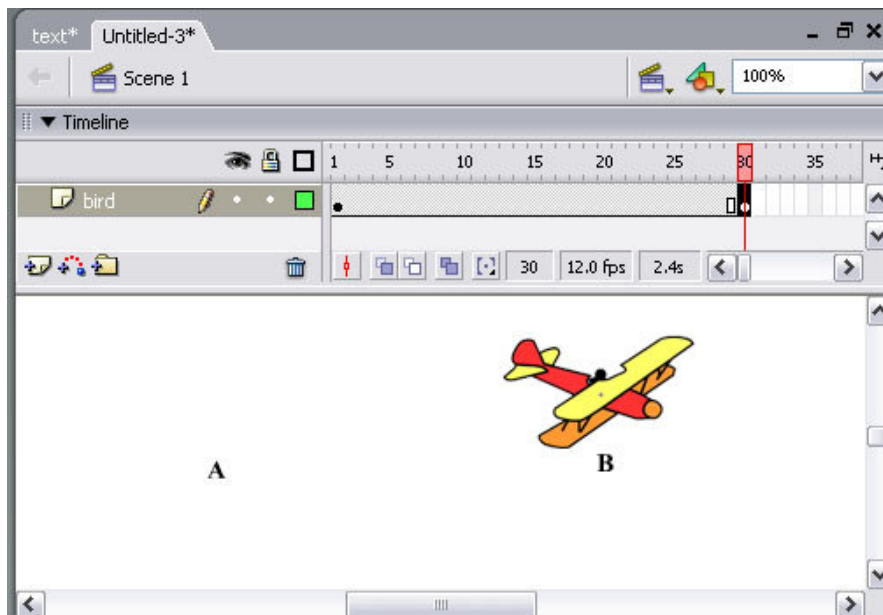 text* Untitled-3*
Scene 1 100%
Timeline
1 5 10 15 20 25 30 35
bird
30 12.0 fps 2.4s
A
B